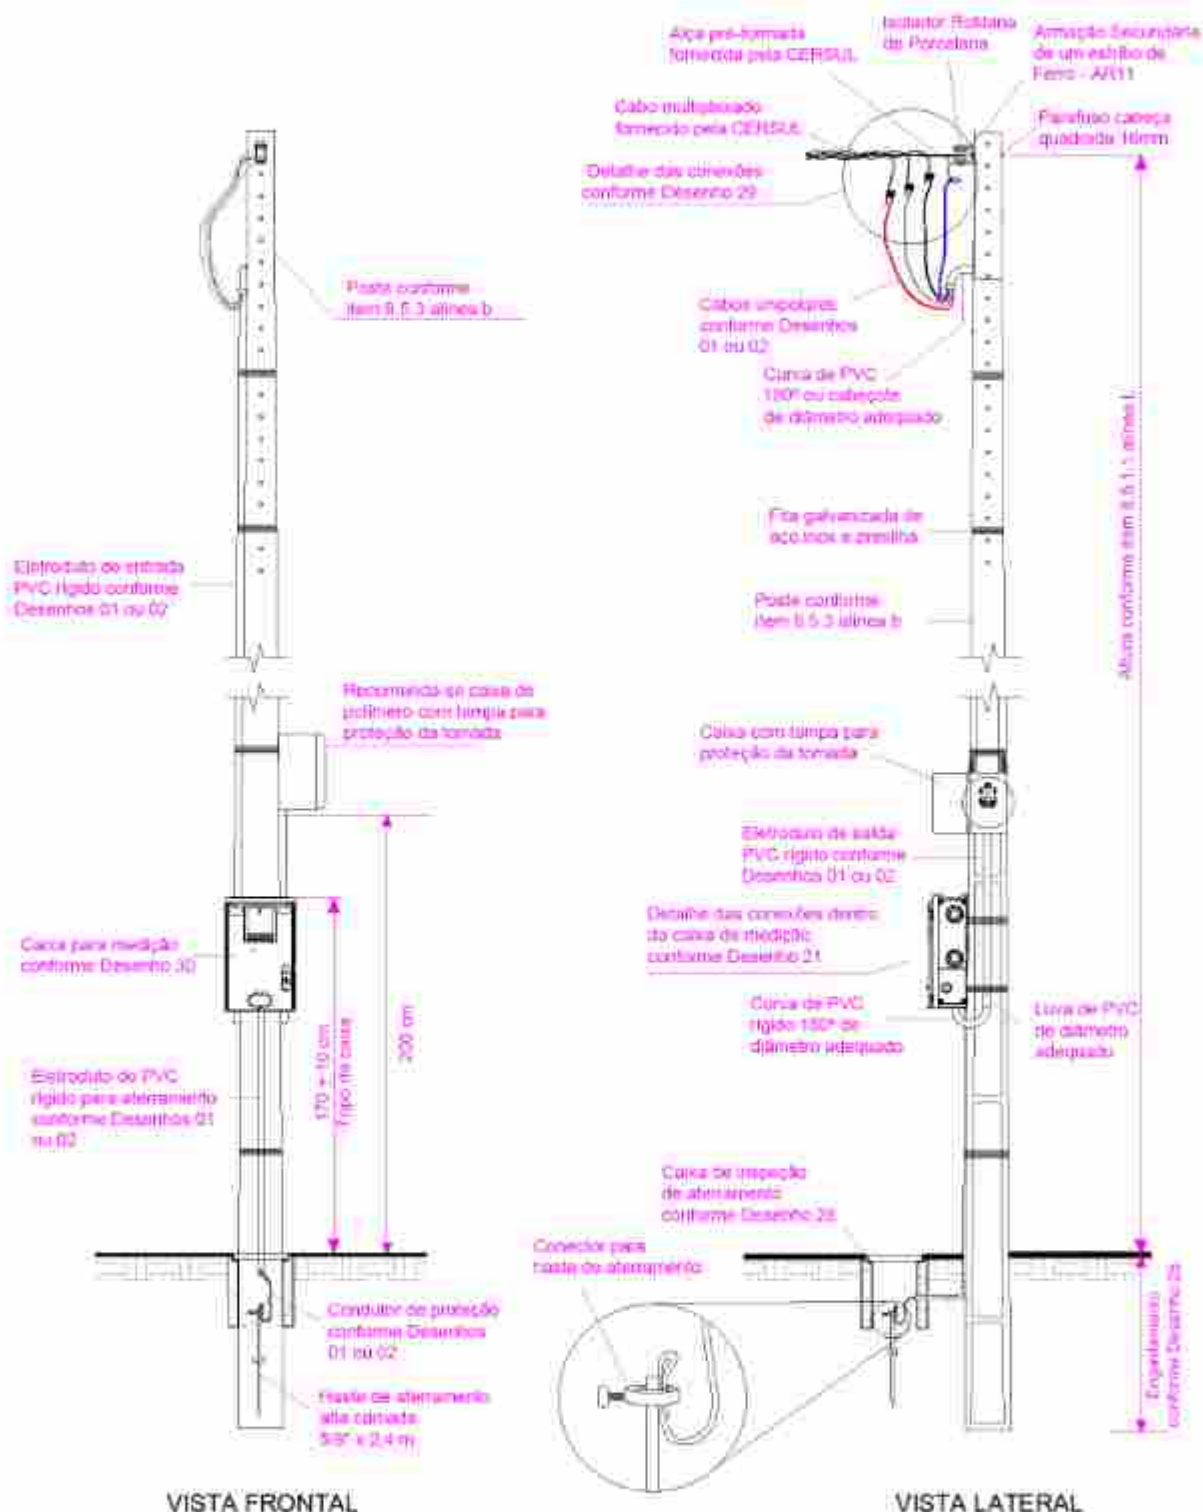 Alça pré-formada
fornecida pela CERSUL
Isolador Roldana
de Porcelana
Armação Secundária
de um estribo de
Ferro - AR11
Cabo multiplexado
fornecido pela CERSUL
Parafuso cabeça
quadrada 16mm
Detalhe das conexões
conforme Desenho 29
Poste conforme
item 9.5.3 alínea b
Cabos unipolares
conforme Desenhos
01 ou 02
Curva de PVC
180º ou cabeçote
de diâmetro adequado
Altura conforme item
Fita galvanizada de
aço inox e presilha
Eletroduto de entrada
PVC rígido conforme
Desenhos 01 ou 02
Poste conforme
item 9.5.3 alínea b
Recomenda-se caixa de
polímero com tampa para
proteção da tomada
Caixa com tampa para
proteção da tomada
Eletroduto de saída
PVC rígido conforme
Desenhos 01 ou 02
Caixa para medição
conforme Desenho 30
Detalhe das conexões dentro
da caixa de medição
conforme Desenho 21
Curva de PVC
rígido 180º de
diâmetro adequado
Luva de PVC
de diâmetro
adequado
170 +-10 cm
Topo da caixa
200 cm
Eletroduto de PVC
rígido para aterramento
conforme Desenhos 01
ou 02
Caixa de inspeção
de aterramento
conforme Desenho 28
Conector para
haste de aterramento
Condutor de proteção
conforme Desenhos
01 ou 02
Haste de aterramento
alta camada
5/8" x 2,4 m
Engastamento
conforme Desenho
VISTA FRONTAL
VISTA LATERAL